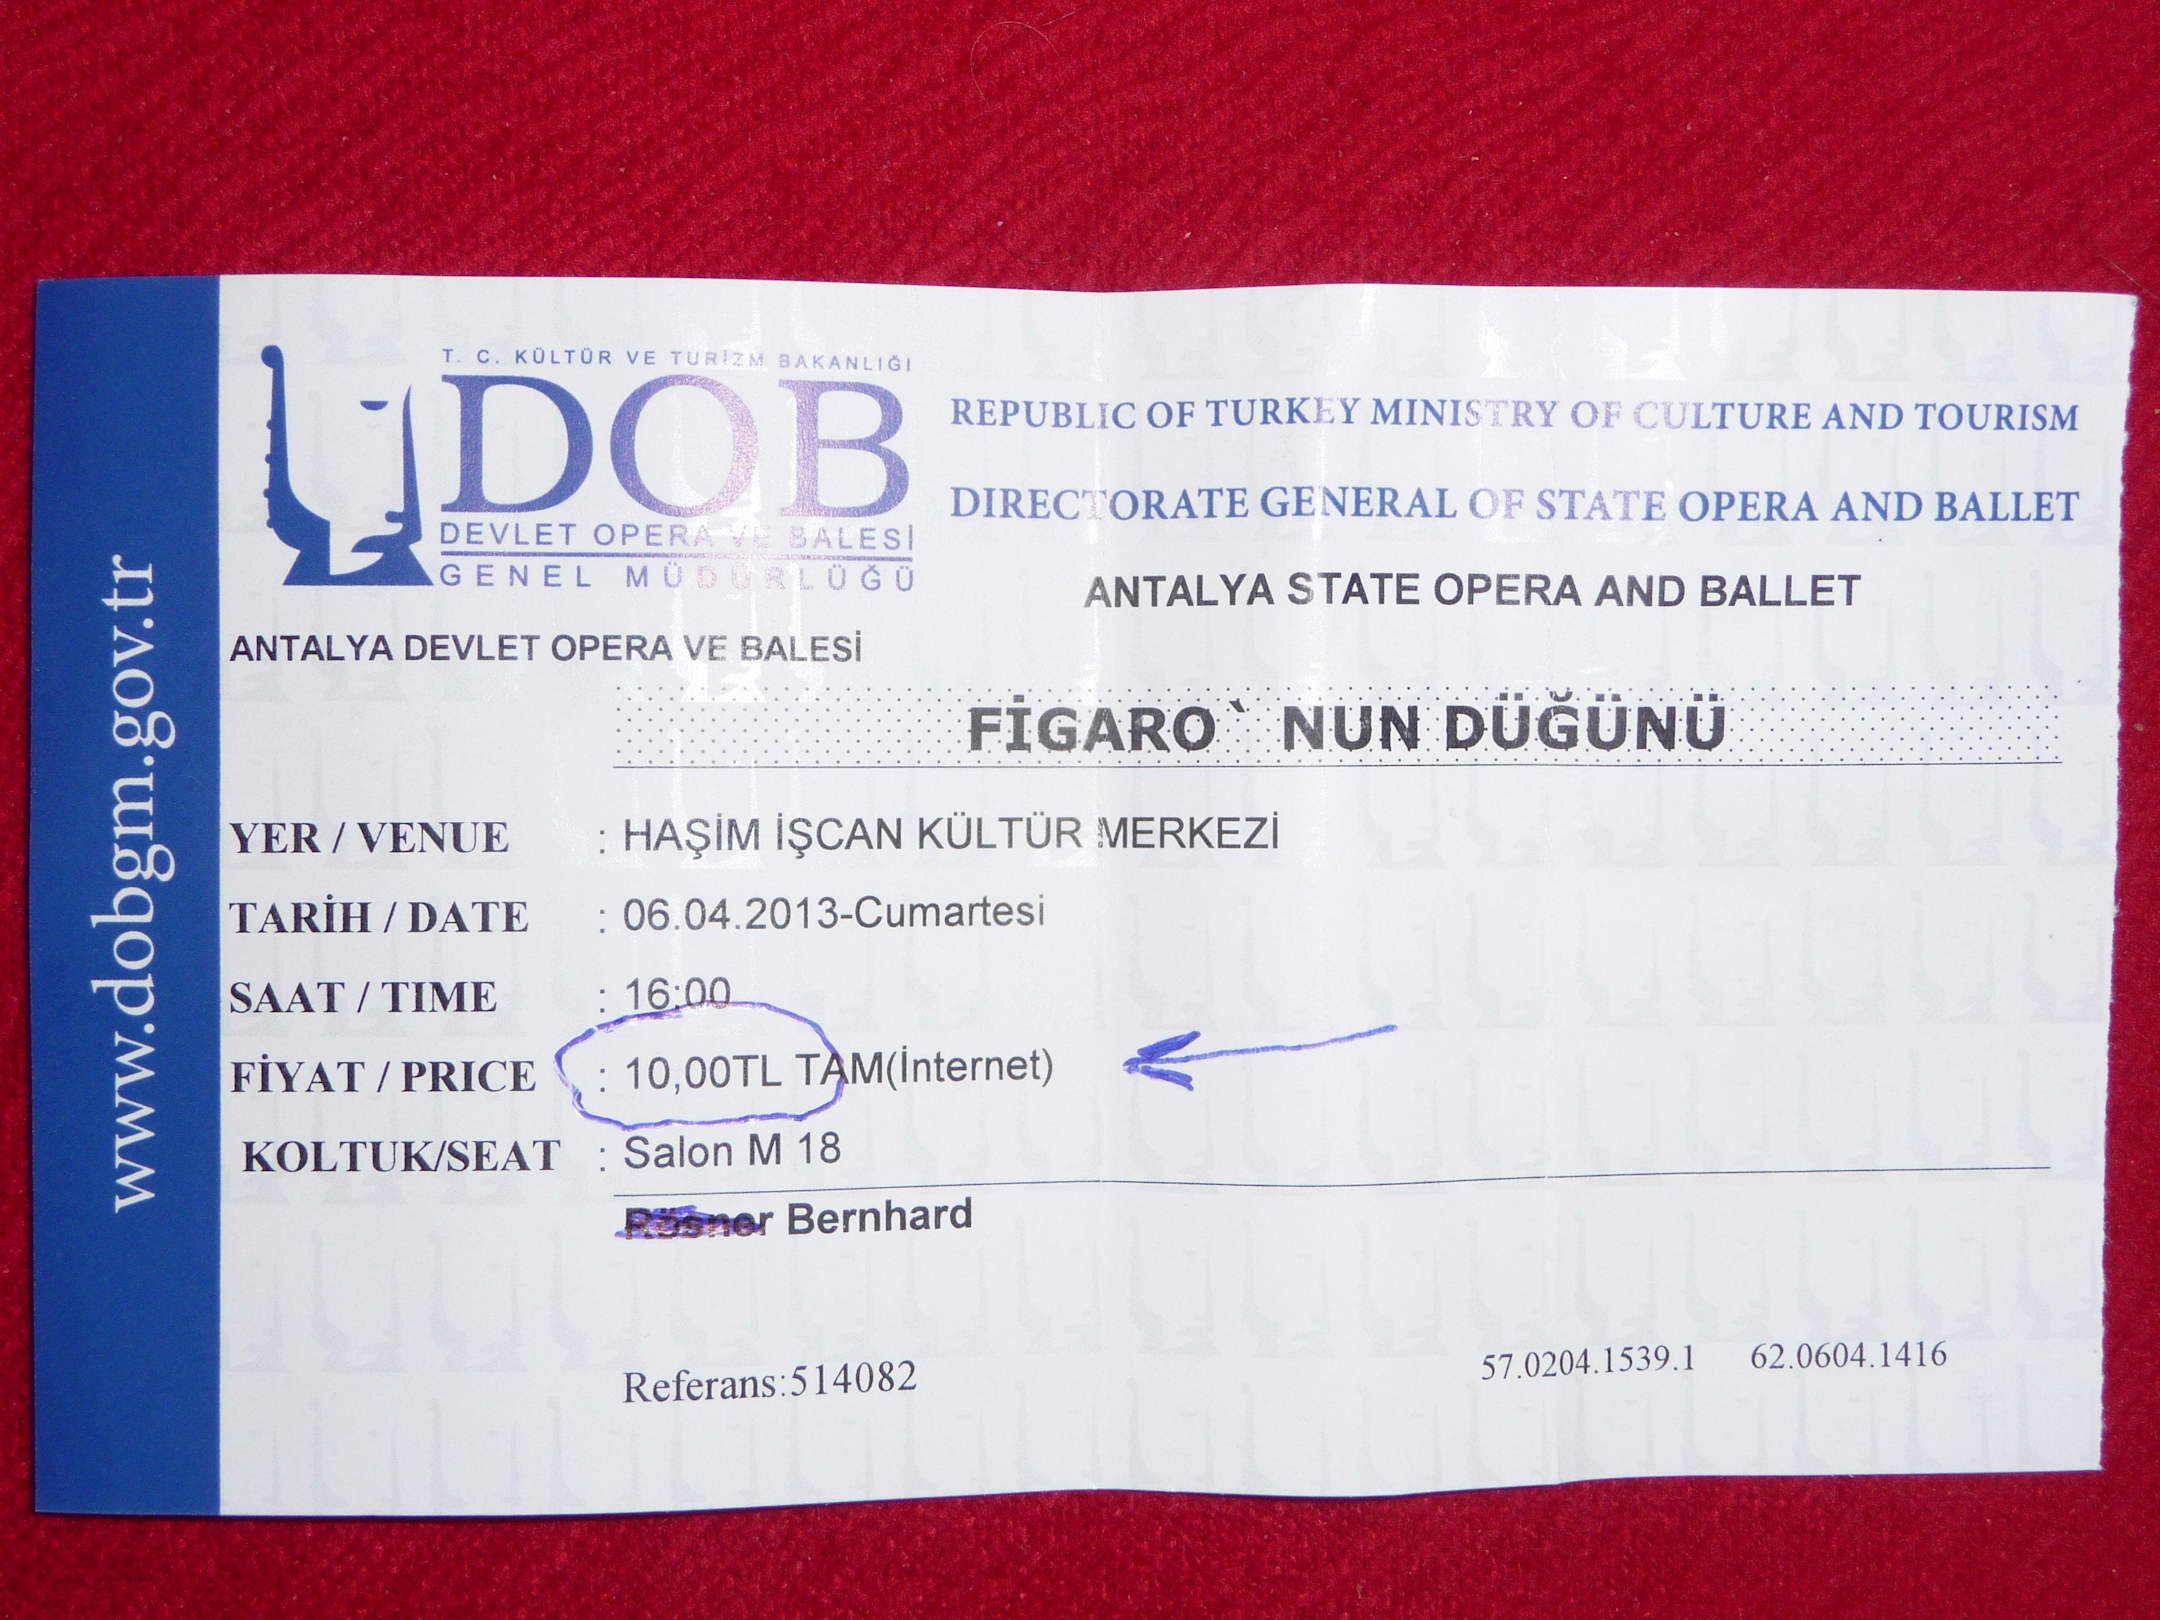 www.dobgm.gov.tr
T. C. KÜLTÜR VE TURİZM BAKANLIĞI
DOB
DEVLET OPERA VE BALESİ
GENEL MÜDÜRLÜĞÜ
ANTALYA DEVLET OPERA VE BALESİ
REPUBLIC OF TURKEY MINISTRY OF CULTURE AND TOURISM
DIRECTORATE GENERAL OF STATE OPERA AND BALLET
ANTALYA STATE OPERA AND BALLET
FİGARO` NUN DÜĞÜNÜ
YER / VENUE : HAŞİM İŞCAN KÜLTÜR MERKEZİ
TARİH / DATE : 06.04.2013-Cumartesi
SAAT / TIME : 16:00
FİYAT / PRICE : 10,00TL TAM(İnternet)
KOLTUK/SEAT : Salon M 18
Rösner Bernhard
Referans:514082 57.0204.1539.1 62.0604.1416